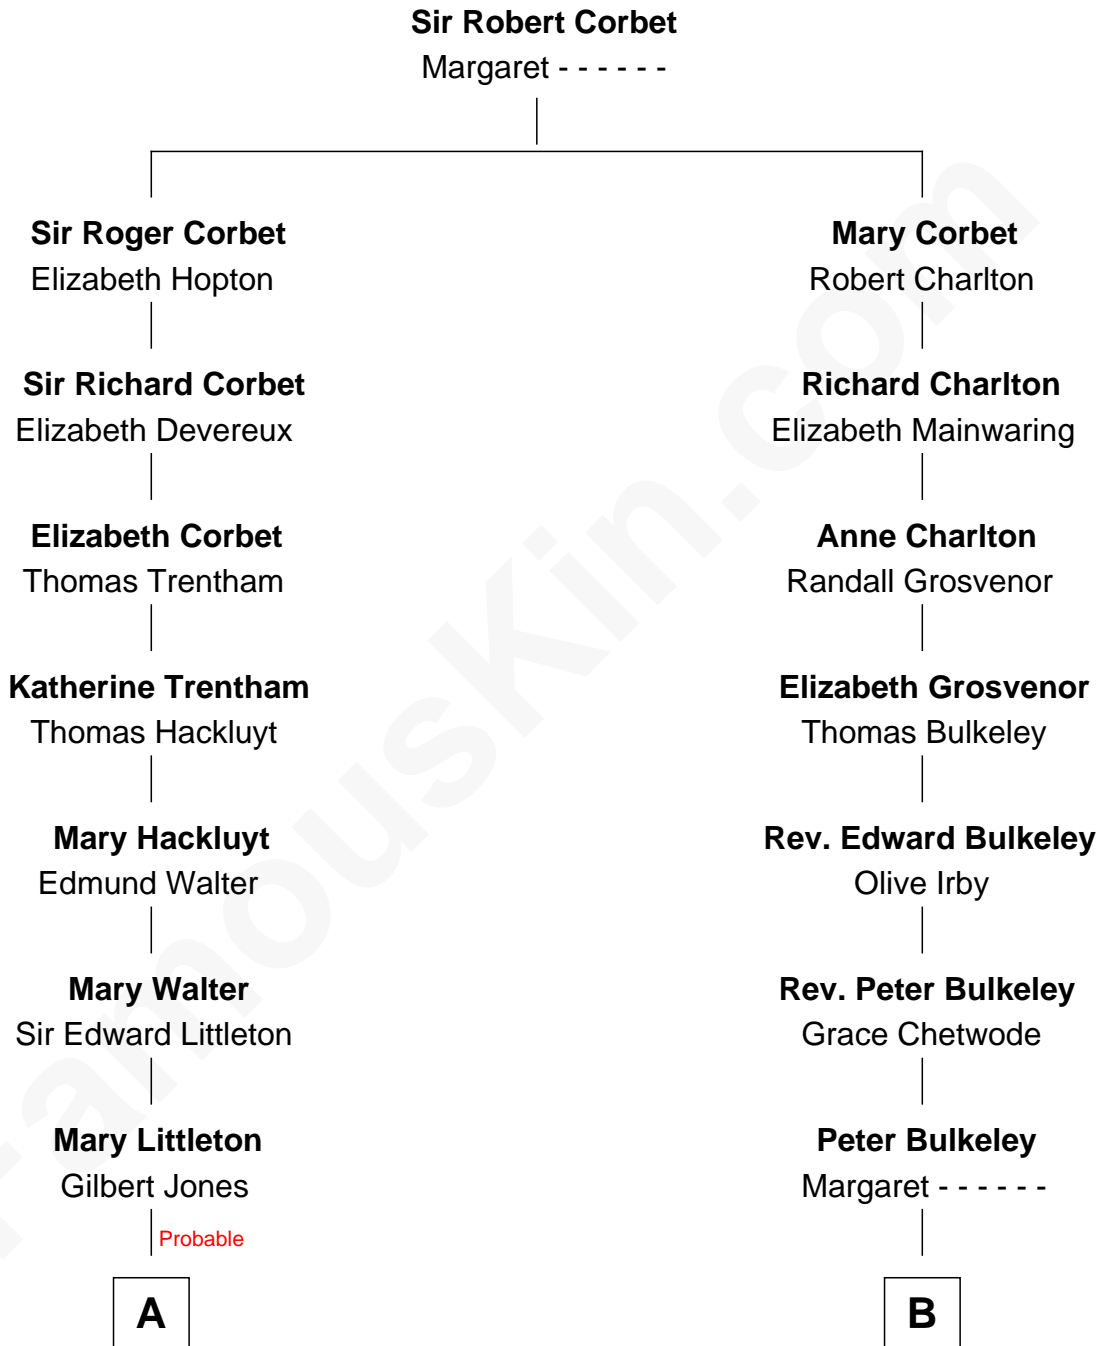 Sir Robert Corbet
Margaret - - - - - -
Sir Roger Corbet
Elizabeth Hopton
Mary Corbet
Robert Charlton
Sir Richard Corbet
Elizabeth Devereux
Richard Charlton
Elizabeth Mainwaring
Elizabeth Corbet
Thomas Trentham
Anne Charlton
Randall Grosvenor
Katherine Trentham
Thomas Hackluyt
Elizabeth Grosvenor
Thomas Bulkeley
Mary Hackluyt
Edmund Walter
Rev. Edward Bulkeley
Olive Irby
Mary Walter
Sir Edward Littleton
Rev. Peter Bulkeley
Grace Chetwode
Mary Littleton
Gilbert Jones
Peter Bulkeley
Margaret - - - - - -
Probable
A
B
FamousKin.com